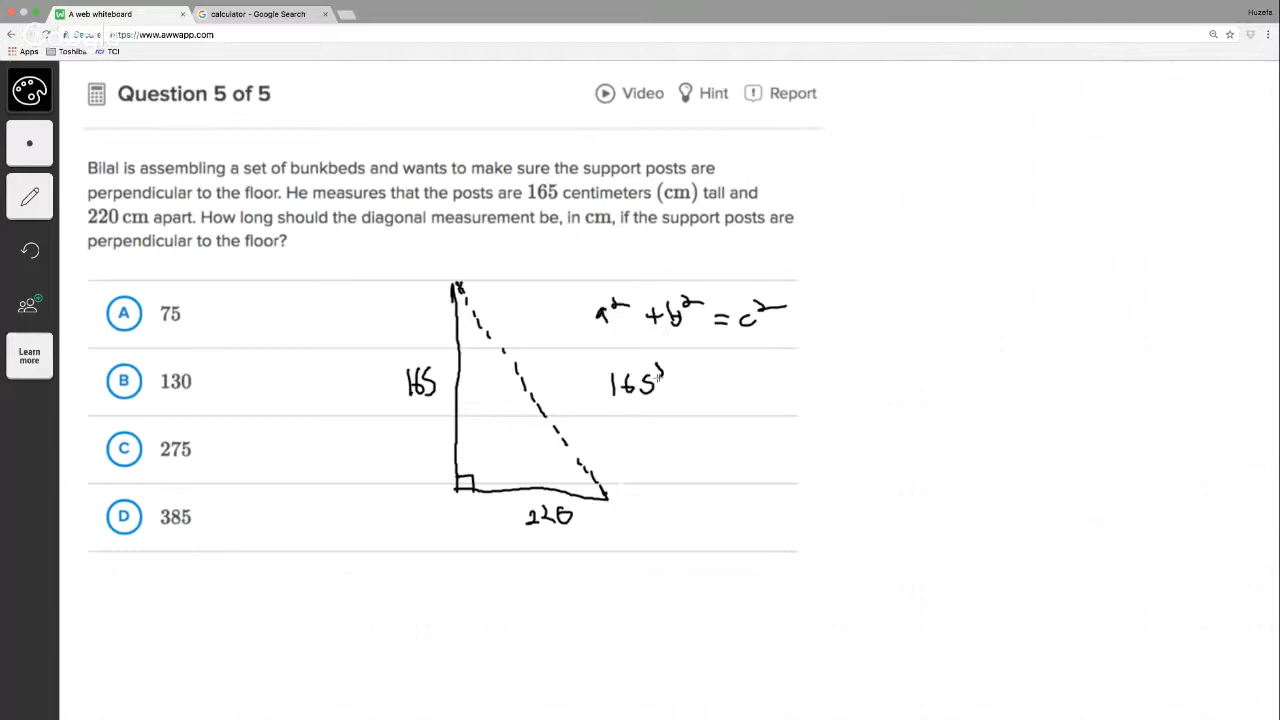 A web whiteboard
calculator - Google Search
Huzefa
Secure
https://www.awwapp.com
Apps
Toshiba
TCI
Question 5 of 5
Video
Hint
Report
Bilal is assembling a set of bunkbeds and wants to make sure the support posts are
perpendicular to the floor. He measures that the posts are 165 centimeters (cm) tall and
220 cm apart. How long should the diagonal measurement be, in cm, if the support posts are
perpendicular to the floor?
A 75
B 130
C 275
D 385
Learn
more
165
220
a² + b² = c²
165